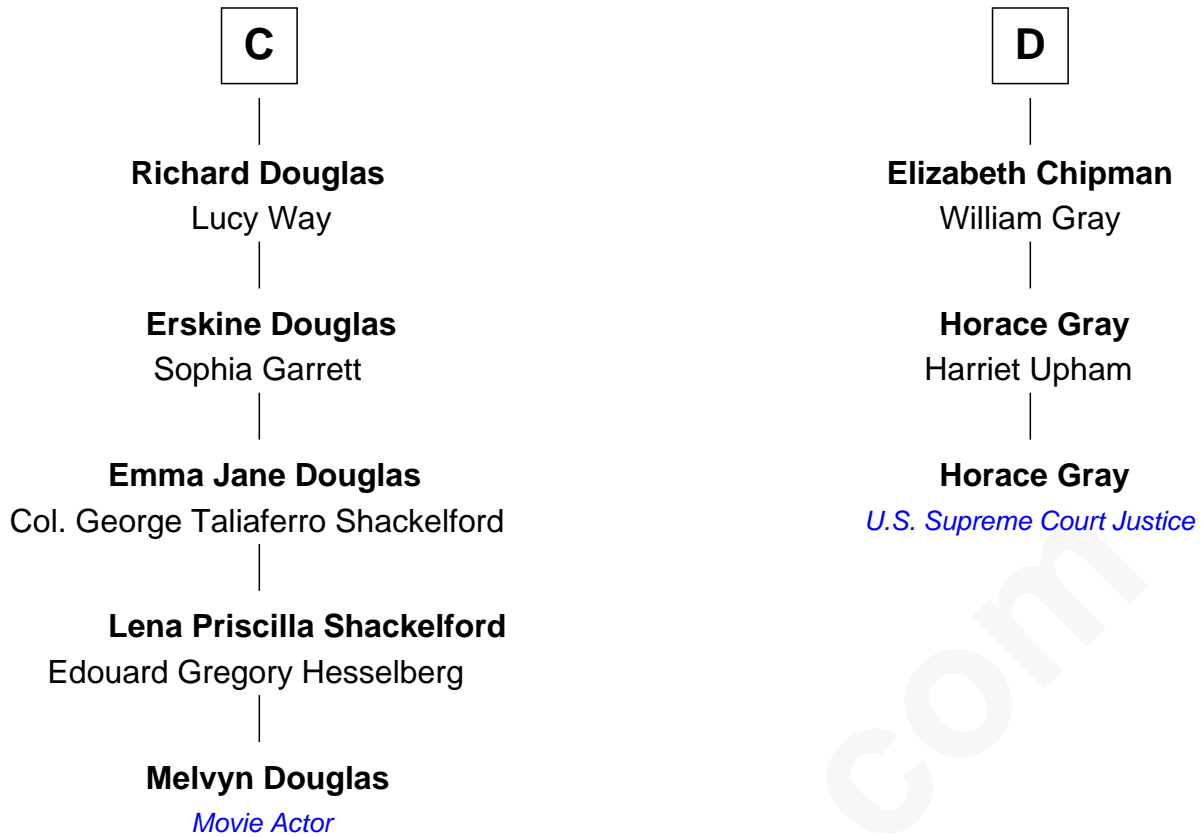 C
Richard Douglas
Lucy Way
Erskine Douglas
Sophia Garrett
Emma Jane Douglas
Col. George Taliaferro Shackelford
Lena Priscilla Shackelford
Edouard Gregory Hesselberg
Melvyn Douglas
Movie Actor
D
Elizabeth Chipman
William Gray
Horace Gray
Harriet Upham
Horace Gray
U.S. Supreme Court Justice
com